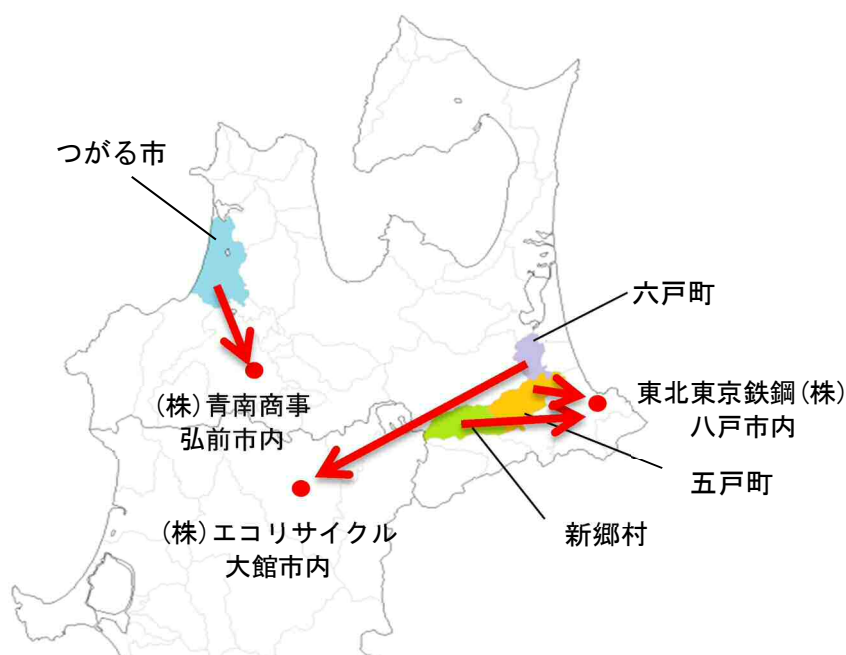 つがる市
六戸町
(株)青南商事
弘前市内
東北東京鉄鋼(株)
八戸市内
五戸町
(株)エコリサイクル
大館市内
新郷村